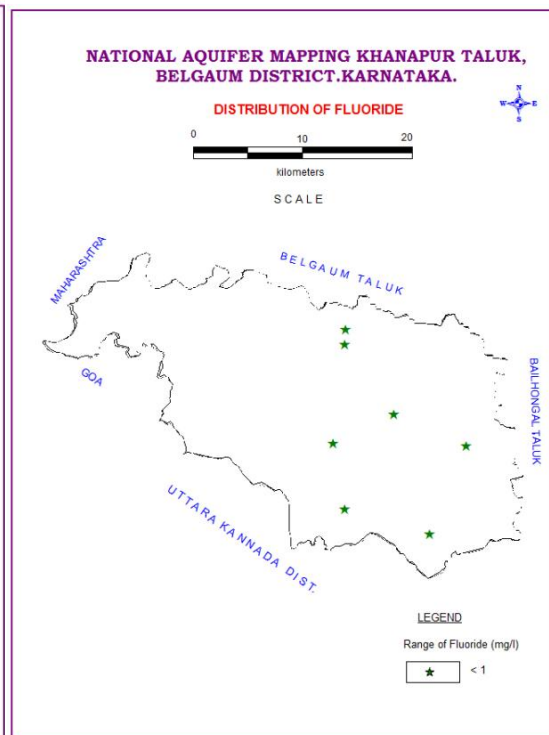 NATIONAL AQUIFER MAPPING KHANAPUR TALUK,
BELGAUM DISTRICT.KARNATAKA.
DISTRIBUTION OF FLUORIDE
N
W E
S
0 10 20
kilometers
SCALE
MAHARASHTRA
BELGAUM TALUK
GOA
BAILHONGAL TALUK
UTTARA KANNADA DIST.
LEGEND
Range of Fluoride (mg/l)
< 1